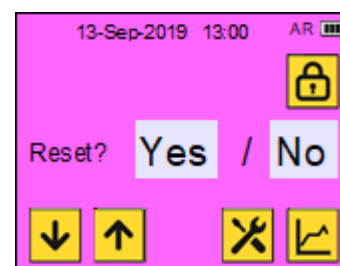 13-Sep-2019 13:00 AR
Reset? Yes / No